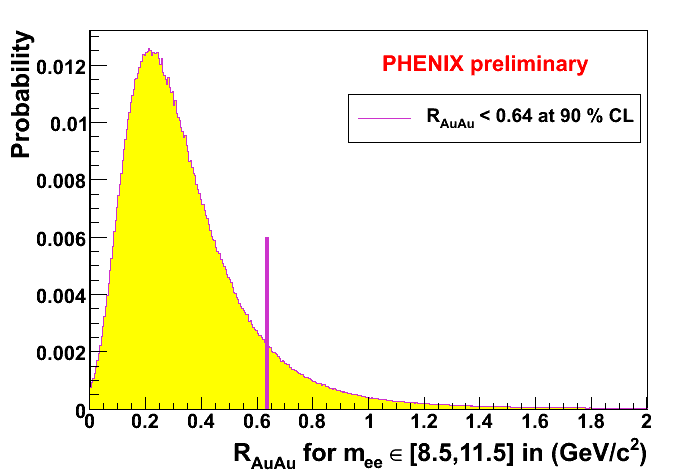 Probability
PHENIX preliminary
R_AuAu < 0.64 at 90 % CL
0.012
0.01
0.008
0.006
0.004
0.002
0
0 0.2 0.4 0.6 0.8 1 1.2 1.4 1.6 1.8 2
R_AuAu for m_ee ∈ [8.5,11.5] in (GeV/c²)